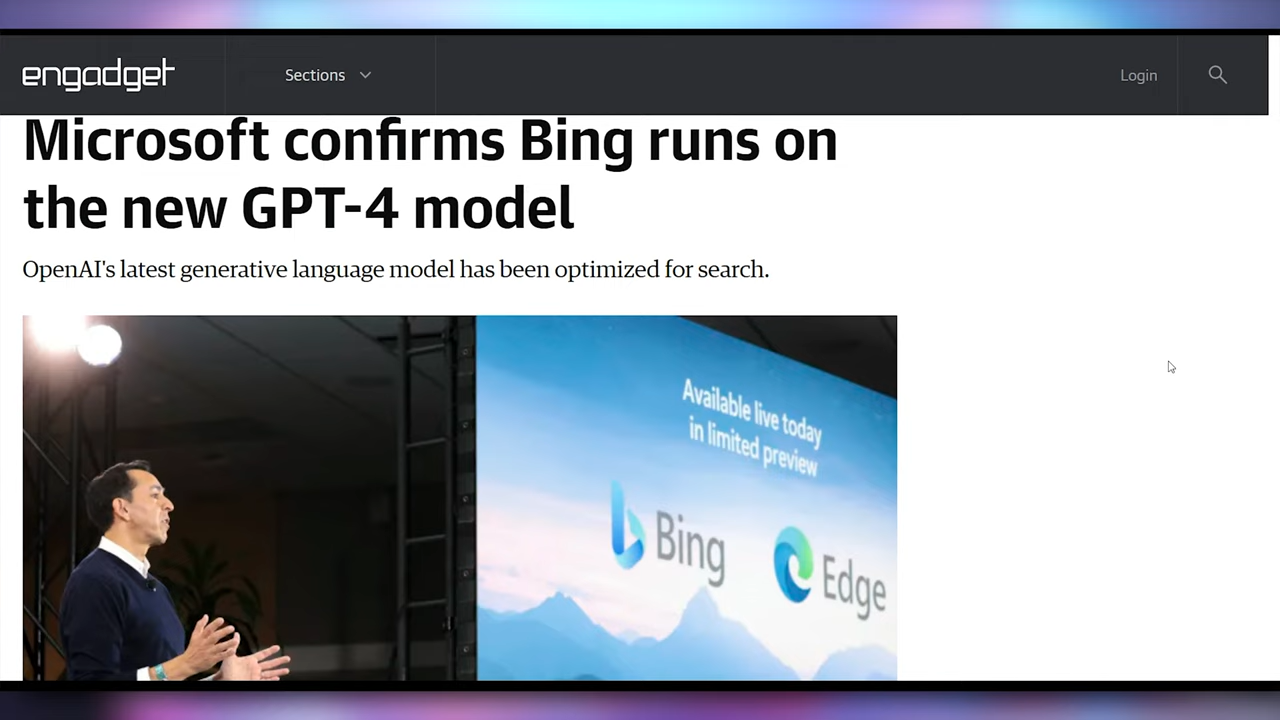 engadget
Sections
Login
Microsoft confirms Bing runs on
the new GPT-4 model
OpenAI's latest generative language model has been optimized for search.
Available live today
in limited preview
Bing
Edge